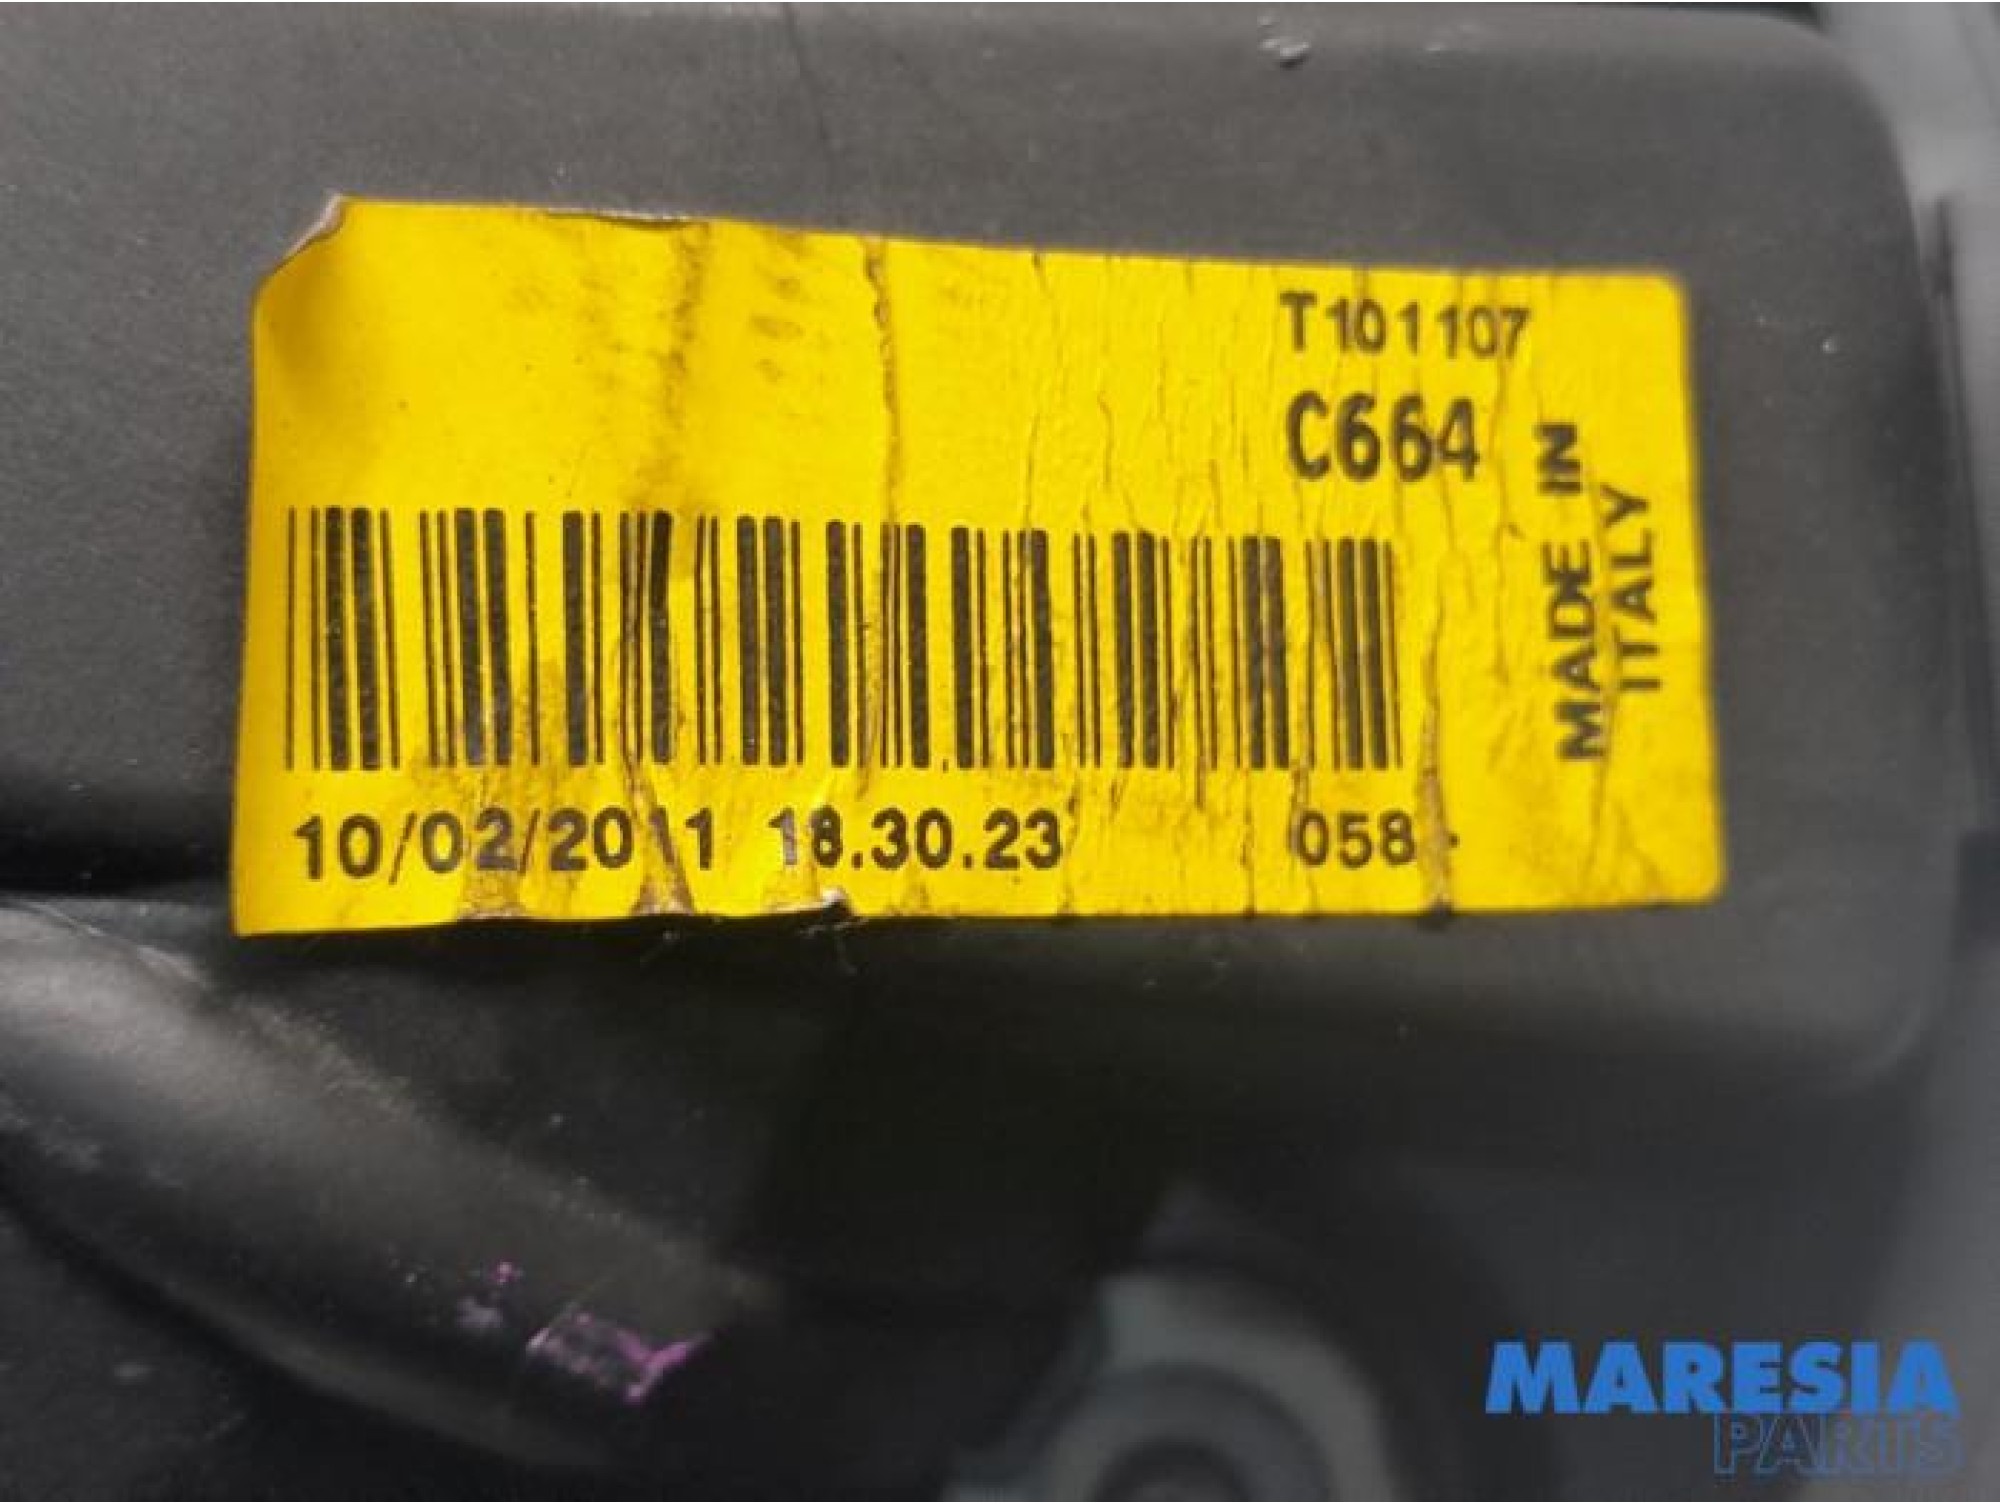 T101107
C664
MADE IN
ITALY
10/02/2011 18.30.23 058
MARESIA
PARTS